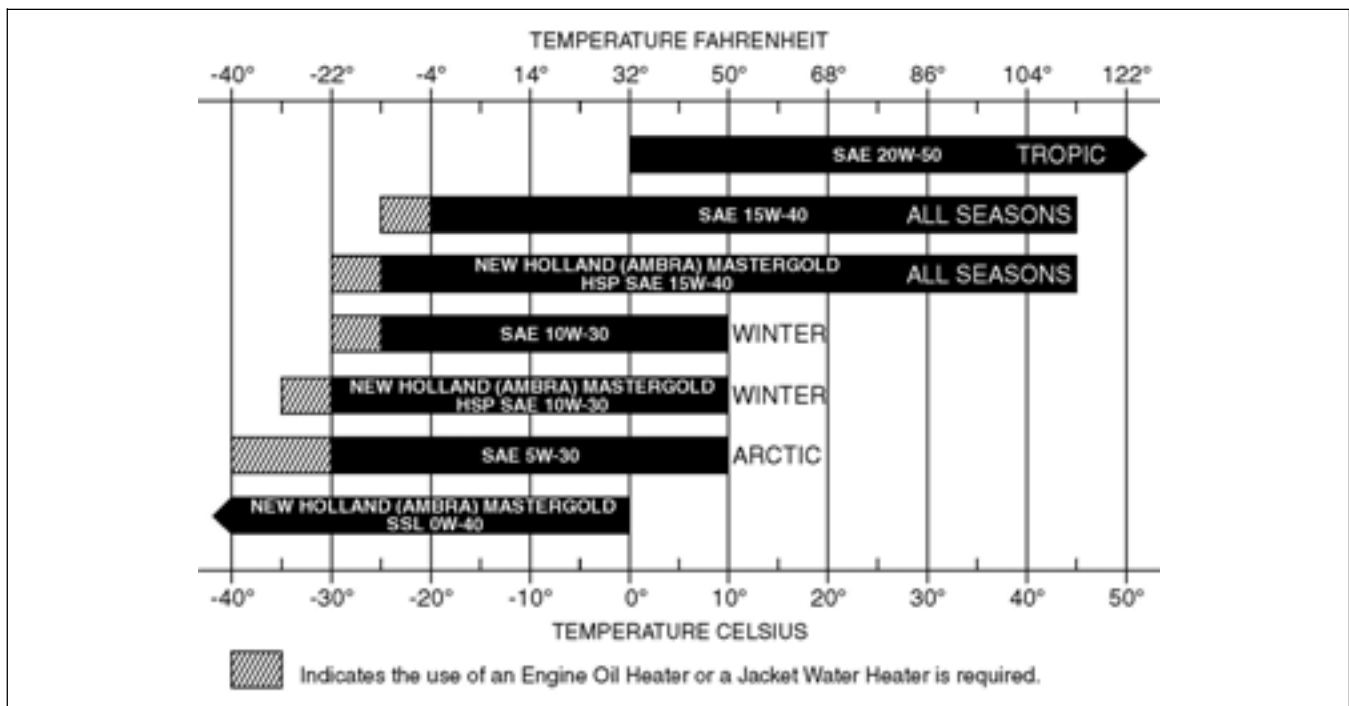 TEMPERATURE FAHRENHEIT
-40° -22° -4° 14° 32° 50° 68° 86° 104° 122°
SAE 20W-50 TROPIC
SAE 15W-40 ALL SEASONS
NEW HOLLAND (AMBRA) MASTERGOLD
HSP SAE 15W-40
ALL SEASONS
SAE 10W-30 WINTER
NEW HOLLAND (AMBRA) MASTERGOLD
HSP SAE 10W-30
WINTER
SAE 5W-30 ARCTIC
NEW HOLLAND (AMBRA) MASTERGOLD
SSL 0W-40
-40° -30° -20° -10° 0° 10° 20° 30° 40° 50°
TEMPERATURE CELSIUS
Indicates the use of an Engine Oil Heater or a Jacket Water Heater is required.